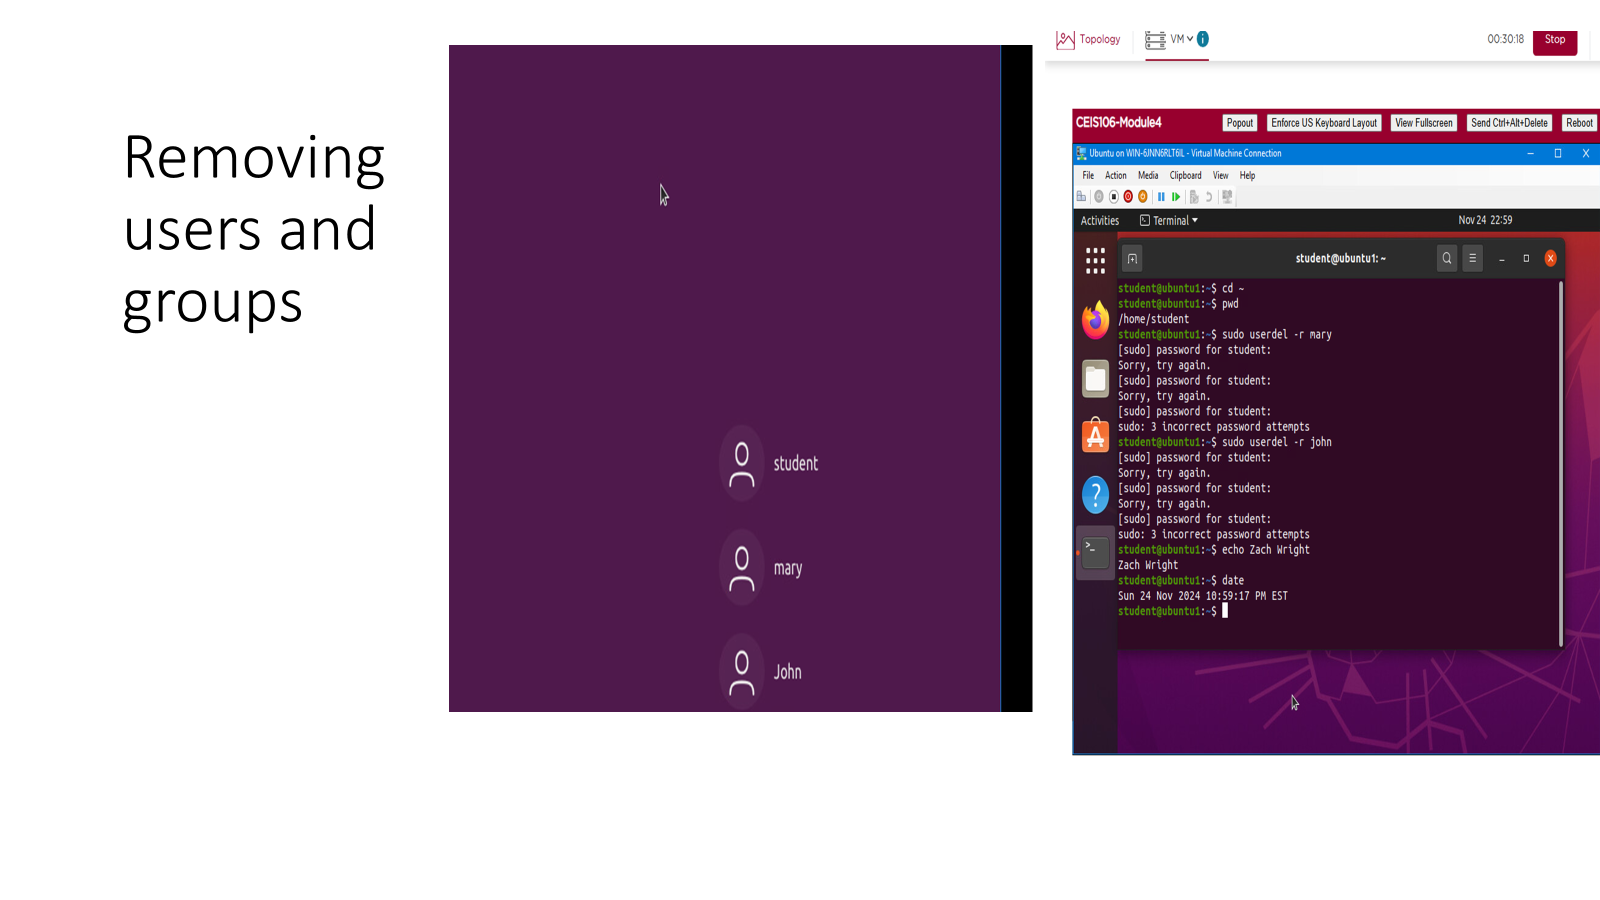 Removing
users and
groups
student
mary
John
Topology
VM
00:30:18
Stop
CEIS106-Module4
Popout
Enforce US Keyboard Layout
View Fullscreen
Send Ctrl+Alt+Delete
Reboot
Ubuntu on WIN-6JNN6RLT6IL - Virtual Machine Connection
File Action Media Clipboard View Help
Activities
Terminal
Nov 24 22:59
student@ubuntu1: ~
student@ubuntu1:~$ cd ~
student@ubuntu1:~$ pwd
/home/student
student@ubuntu1:~$ sudo userdel -r mary
[sudo] password for student:
Sorry, try again.
[sudo] password for student:
Sorry, try again.
[sudo] password for student:
sudo: 3 incorrect password attempts
student@ubuntu1:~$ sudo userdel -r john
[sudo] password for student:
Sorry, try again.
[sudo] password for student:
Sorry, try again.
[sudo] password for student:
sudo: 3 incorrect password attempts
student@ubuntu1:~$ echo Zach Wright
Zach Wright
student@ubuntu1:~$ date
Sun 24 Nov 2024 10:59:17 PM EST
student@ubuntu1:~$